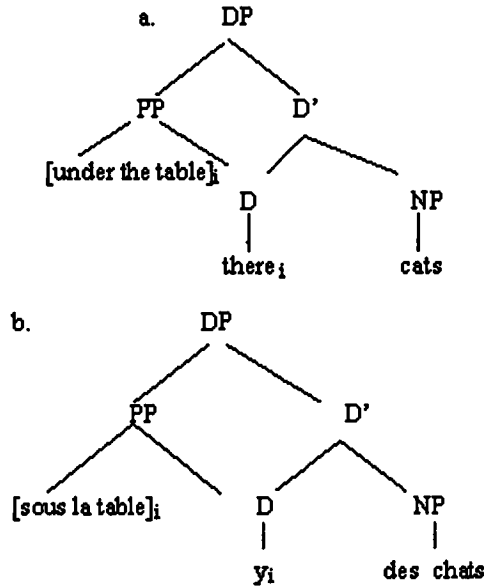 a. DP
PP D’
[under the table]i
D NP
therei cats
b. DP
PP D’
[sous la table]i D NP
yi des chats